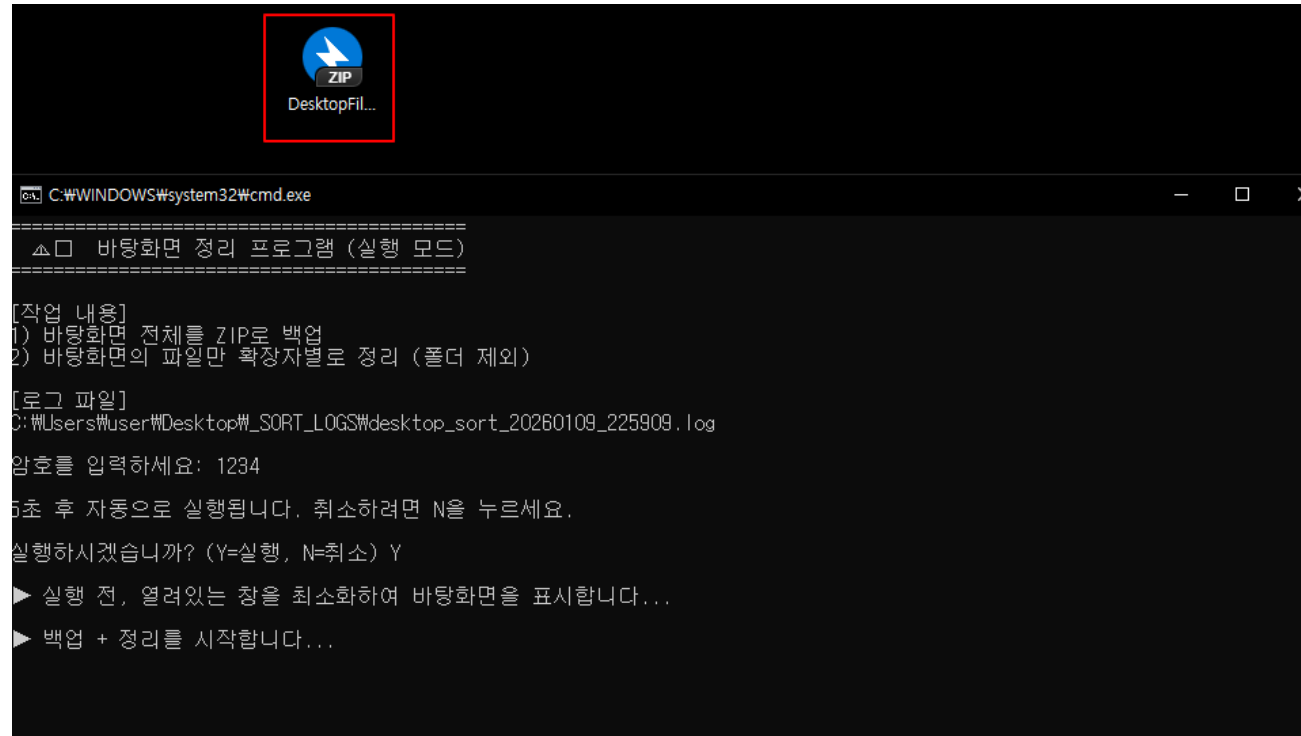 ZIP
DesktopFil...
C:₩WINDOWS₩system32₩cmd.exe
==========================================
⚠□ 바탕화면 정리 프로그램 (실행 모드)
==========================================
[작업 내용]
1) 바탕화면 전체를 ZIP로 백업
2) 바탕화면의 파일만 확장자별로 정리 (폴더 제외)
[로그 파일]
C:₩Users₩user₩Desktop₩_SORT_LOGS₩desktop_sort_20260109_225909.log
암호를 입력하세요: 1234
5초 후 자동으로 실행됩니다. 취소하려면 N을 누르세요.
실행하시겠습니까? (Y=실행, N=취소) Y
▶ 실행 전, 열려있는 창을 최소화하여 바탕화면을 표시합니다...
▶ 백업 + 정리를 시작합니다...